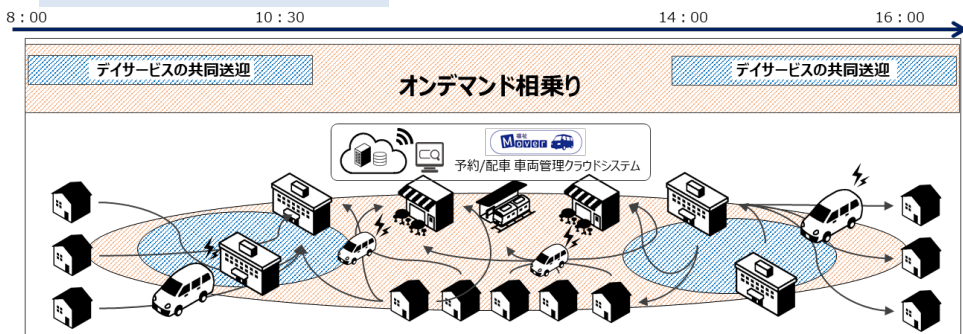 8：00
10：30
14：00
16：00
デイサービスの共同送迎
オンデマンド相乗り
デイサービスの共同送迎
福祉
Mover
予約/配車 車両管理クラウドシステム